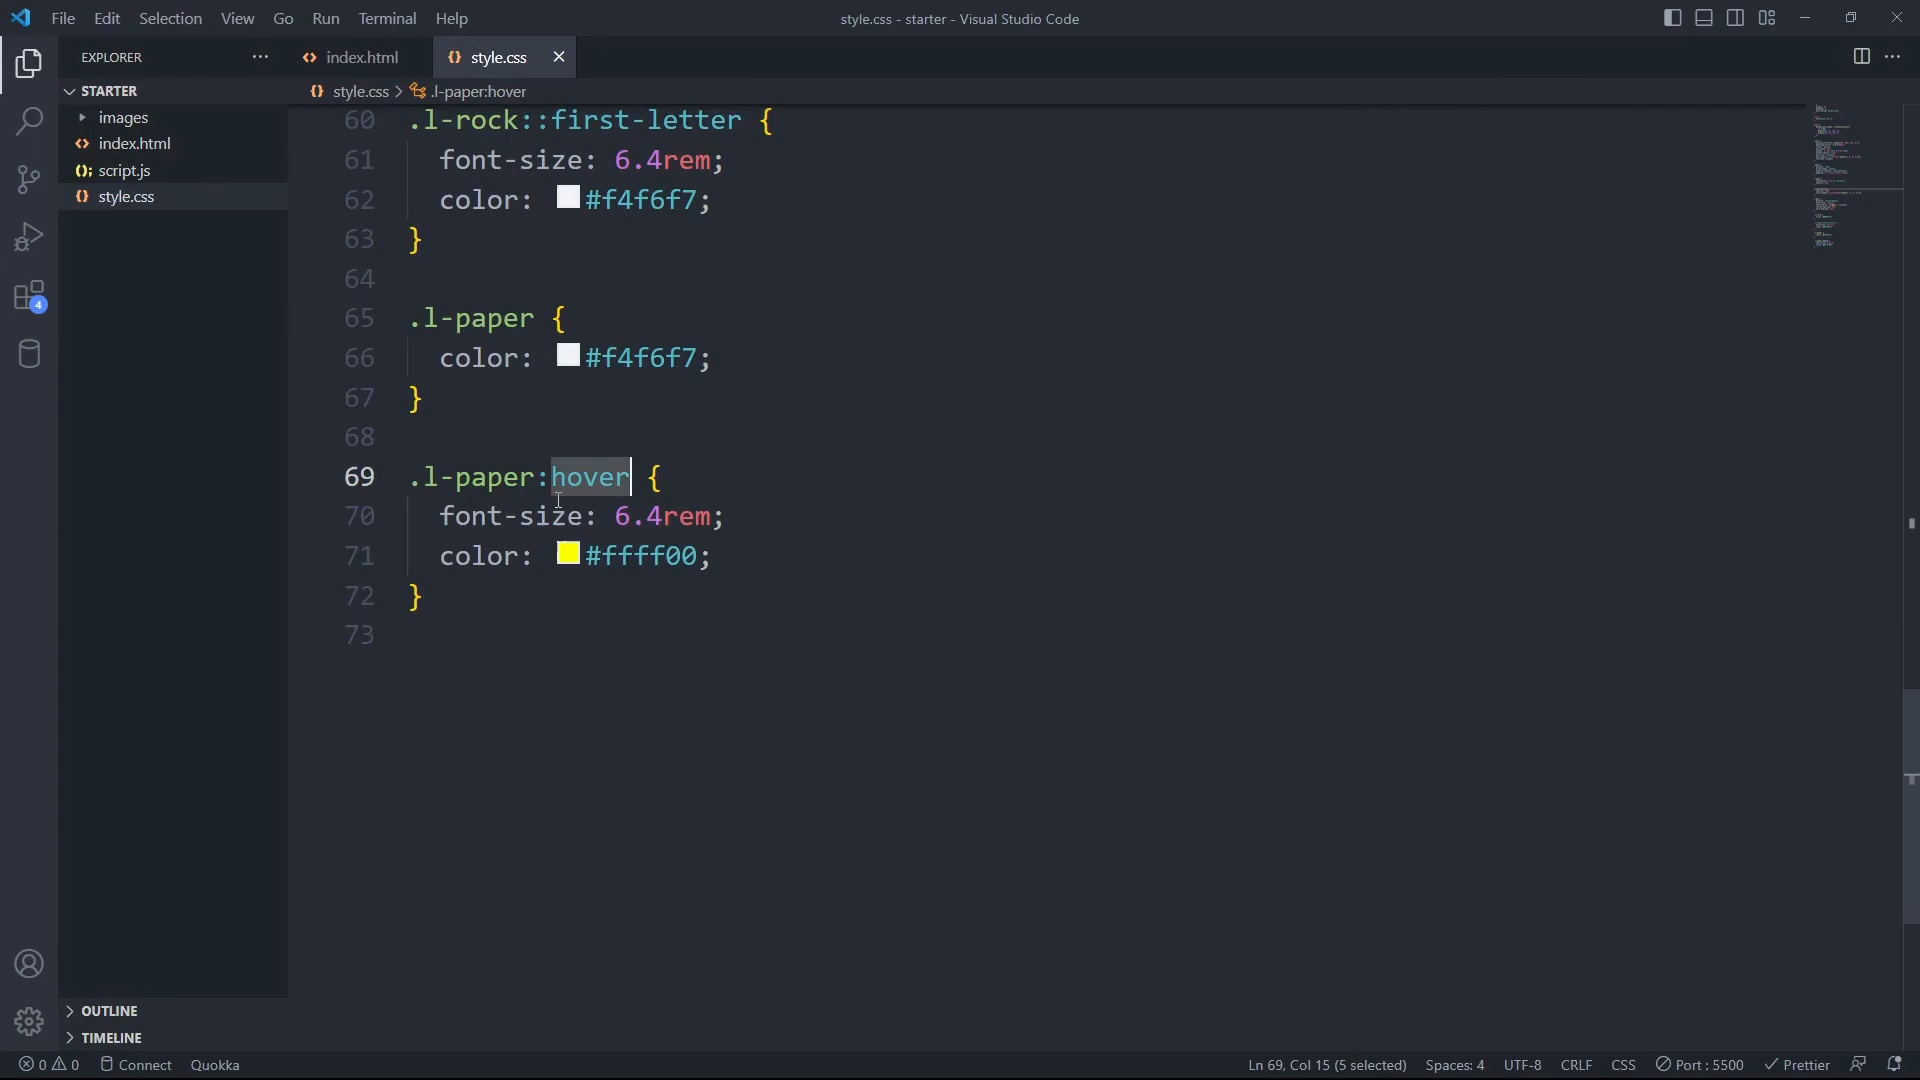 File Edit Selection View Go Run Terminal Help
style.css - starter - Visual Studio Code
EXPLORER
index.html
style.css
STARTER
style.css > .l-paper:hover
images
index.html
script.js
style.css
60 .l-rock::first-letter {
61 font-size: 6.4rem;
62 color: #f4f6f7;
63 }
64
65 .l-paper {
66 color: #f4f6f7;
67 }
68
69 .l-paper:hover {
70 font-size: 6.4rem;
71 color: #ffff00;
72 }
73
4
OUTLINE
TIMELINE
0 0 Connect Quokka
Ln 69, Col 15 (5 selected) Spaces: 4 UTF-8 CRLF CSS Port : 5500 Prettier